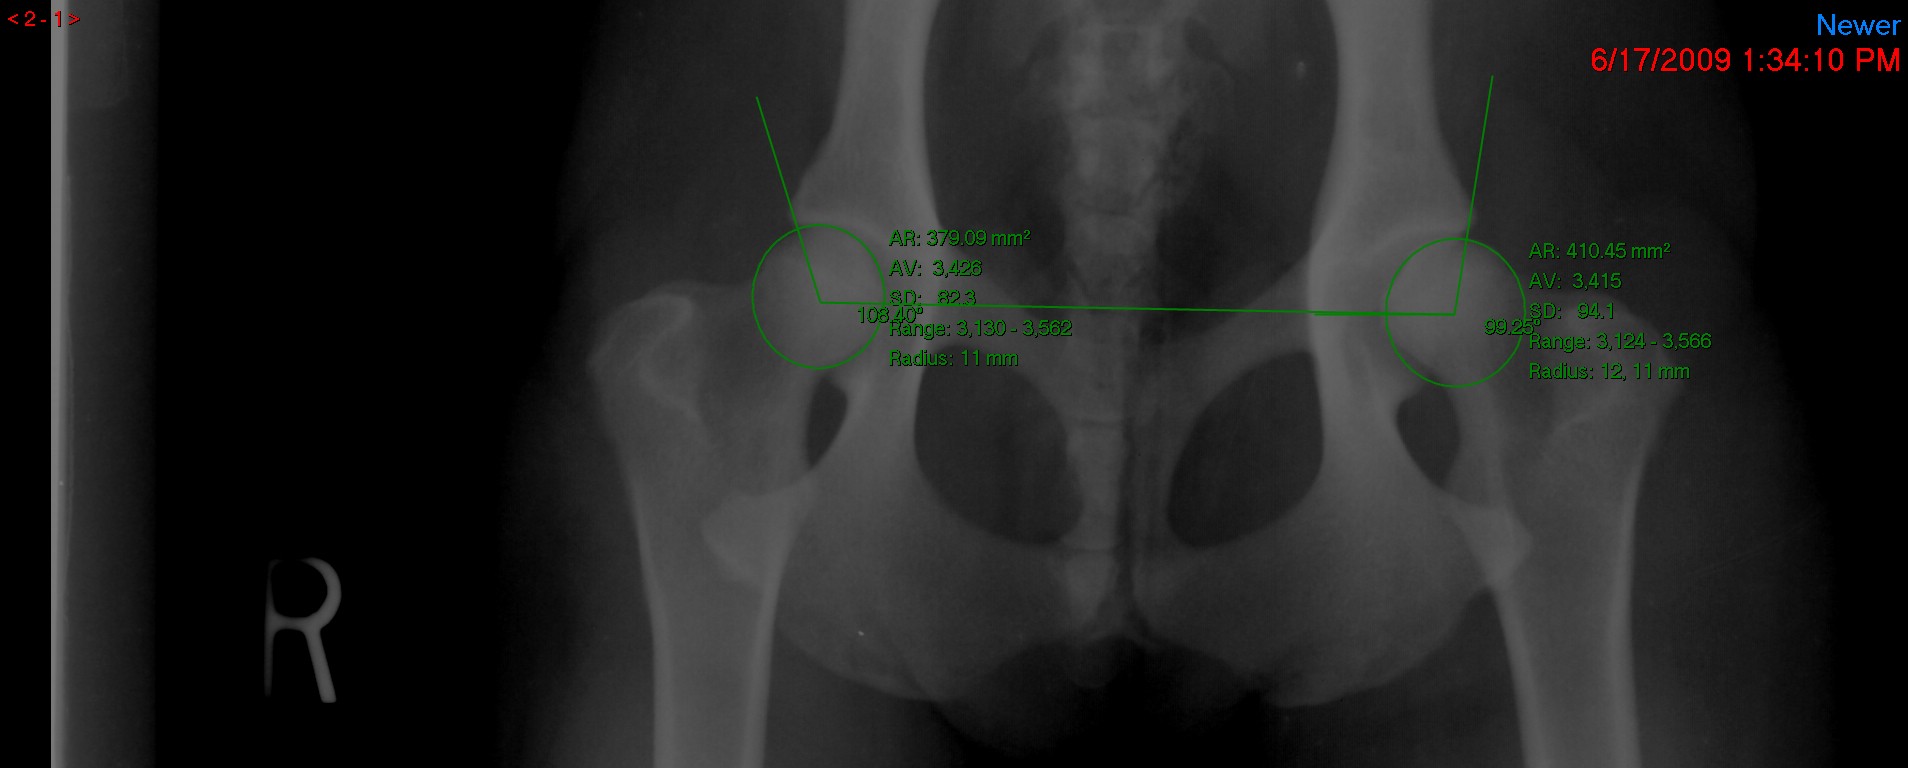 < 2 - 1 >
Newer
6/17/2009 1:34:10 PM
AR: 379.09 mm²
AV: 3,426
SD: 82.3
108.40°
Range: 3,130 - 3,562
Radius: 11 mm
AR: 410.45 mm²
AV: 3,415
SD: 94.1
99.25°
Range: 3,124 - 3,566
Radius: 12, 11 mm
R